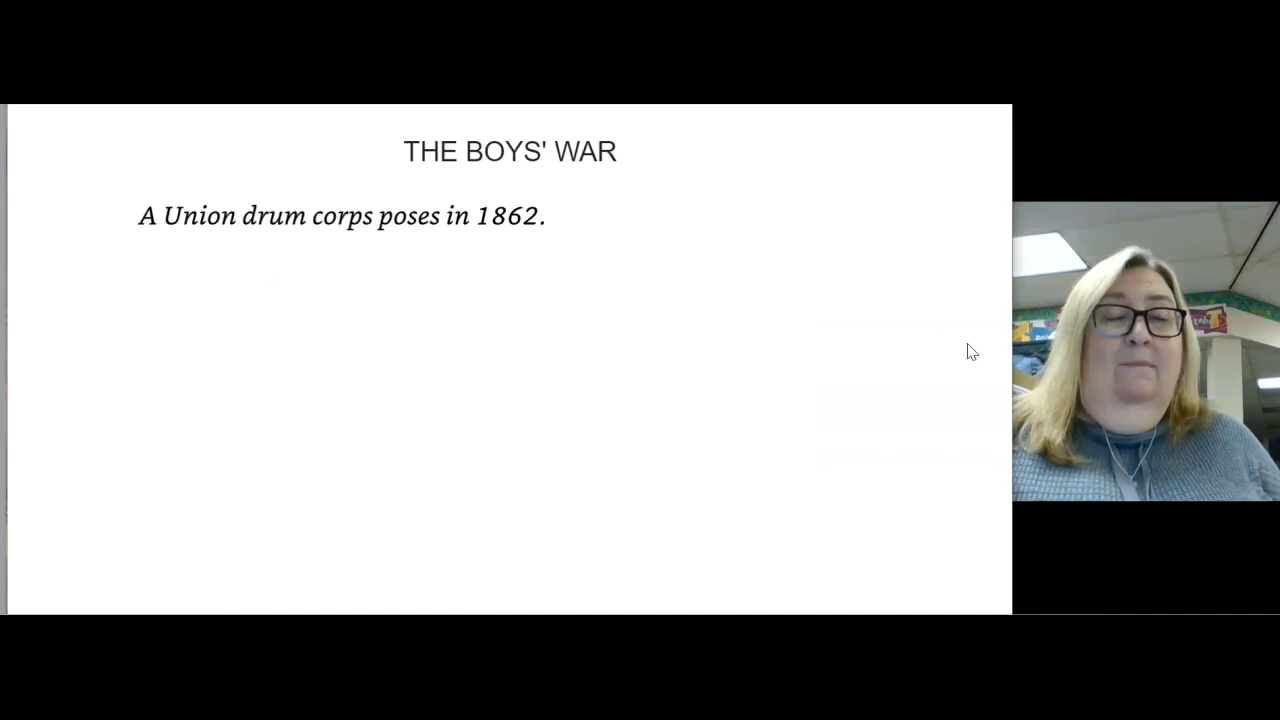 THE BOYS' WAR
A Union drum corps poses in 1862.